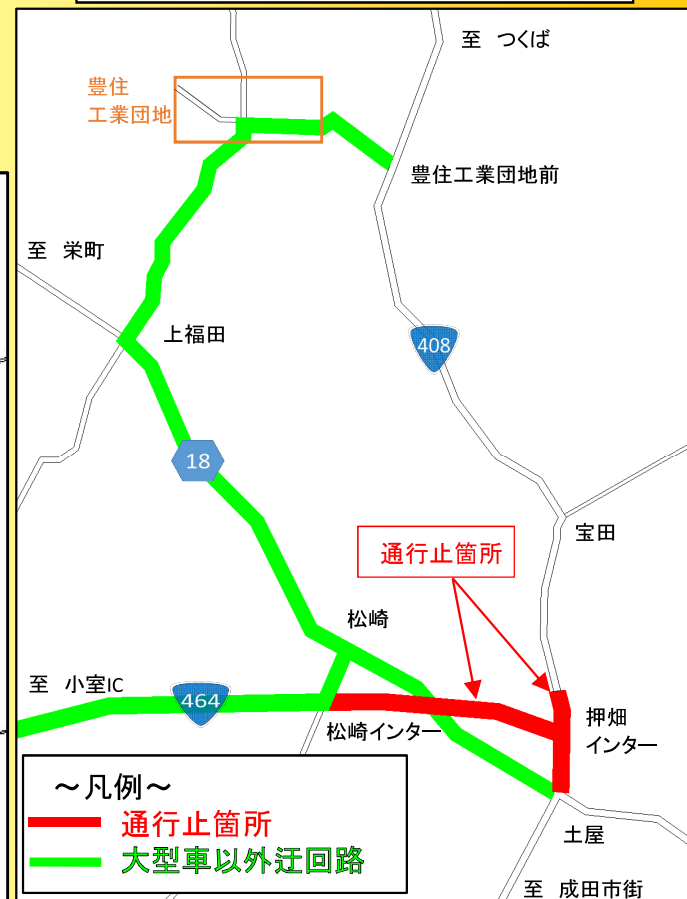 至 つくば
豊住
工業団地
豊住工業団地前
至 栄町
上福田
408
18
宝田
通行止箇所
松崎
至 小室IC
464
松崎インター
押畑
インター
～凡例～
通行止箇所
大型車以外迂回路
土屋
至 成田市街